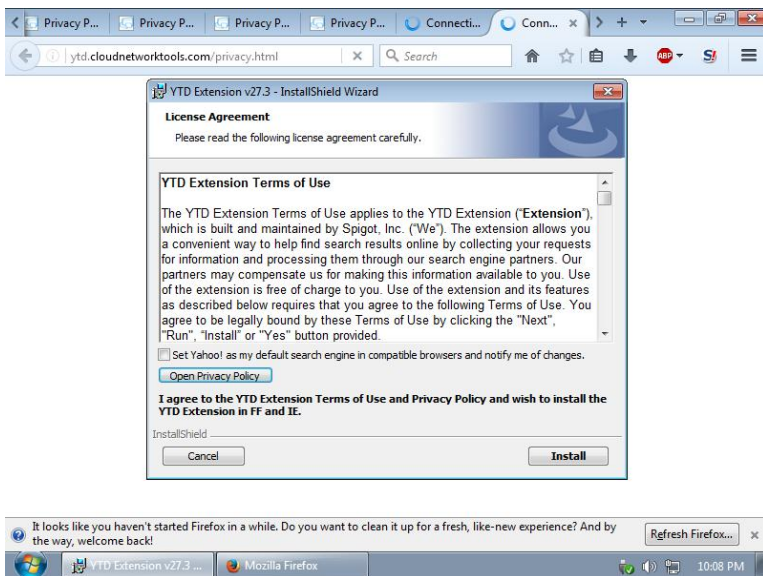 Privacy P...
Privacy P...
Privacy P...
Privacy P...
Connecti...
Conn...
ytd.cloudnetworktools.com/privacy.html
Search
ABP
S!
YTD Extension v27.3 - InstallShield Wizard
License Agreement
Please read the following license agreement carefully.
YTD Extension Terms of Use
The YTD Extension Terms of Use applies to the YTD Extension (“Extension”),
which is built and maintained by Spigot, Inc. (“We”). The extension allows you
a convenient way to help find search results online by collecting your requests
for information and processing them through our search engine partners. Our
partners may compensate us for making this information available to you. Use
of the extension is free of charge to you. Use of the extension and its features
as described below requires that you agree to the following Terms of Use. You
agree to be legally bound by these Terms of Use by clicking the "Next",
"Run", “Install” or "Yes" button provided.
Set Yahoo! as my default search engine in compatible browsers and notify me of changes.
Open Privacy Policy
I agree to the YTD Extension Terms of Use and Privacy Policy and wish to install the
YTD Extension in FF and IE.
InstallShield
Cancel
Install
It looks like you haven't started Firefox in a while. Do you want to clean it up for a fresh, like-new experience? And by
the way, welcome back!
Refresh Firefox...
YTD Extension v27.3 ...
Mozilla Firefox
10:08 PM